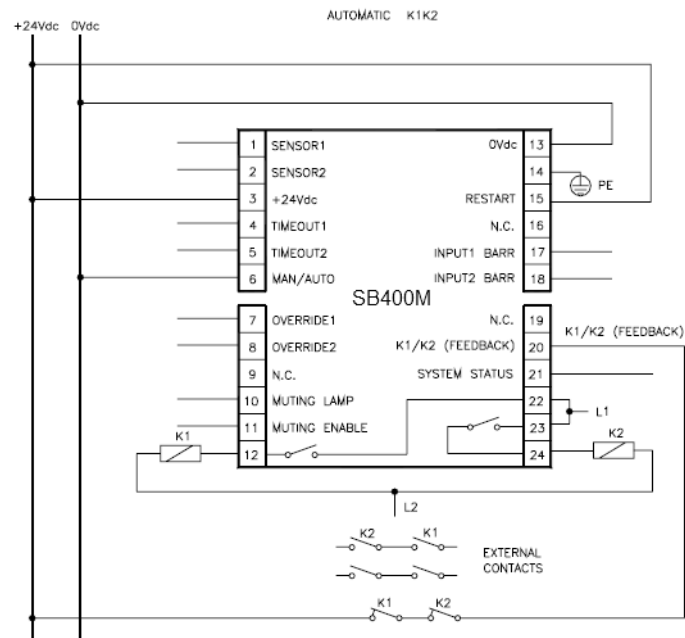 AUTOMATIC K1K2
+24Vdc 0Vdc
1 SENSOR1 0Vdc 13
2 SENSOR2 14
PE
3 +24Vdc RESTART 15
4 TIMEOUT1 N.C. 16
5 TIMEOUT2 INPUT1 BARR 17
6 MAN/AUTO INPUT2 BARR 18
SB400M
7 OVERRIDE1 N.C. 19
K1/K2 (FEEDBACK)
8 OVERRIDE2 K1/K2 (FEEDBACK) 20
9 N.C. SYSTEM STATUS 21
10 MUTING LAMP 22
L1
11 MUTING ENABLE 23
K1 K2
12 24
L2
K2 K1
EXTERNAL
CONTACTS
K1 K2